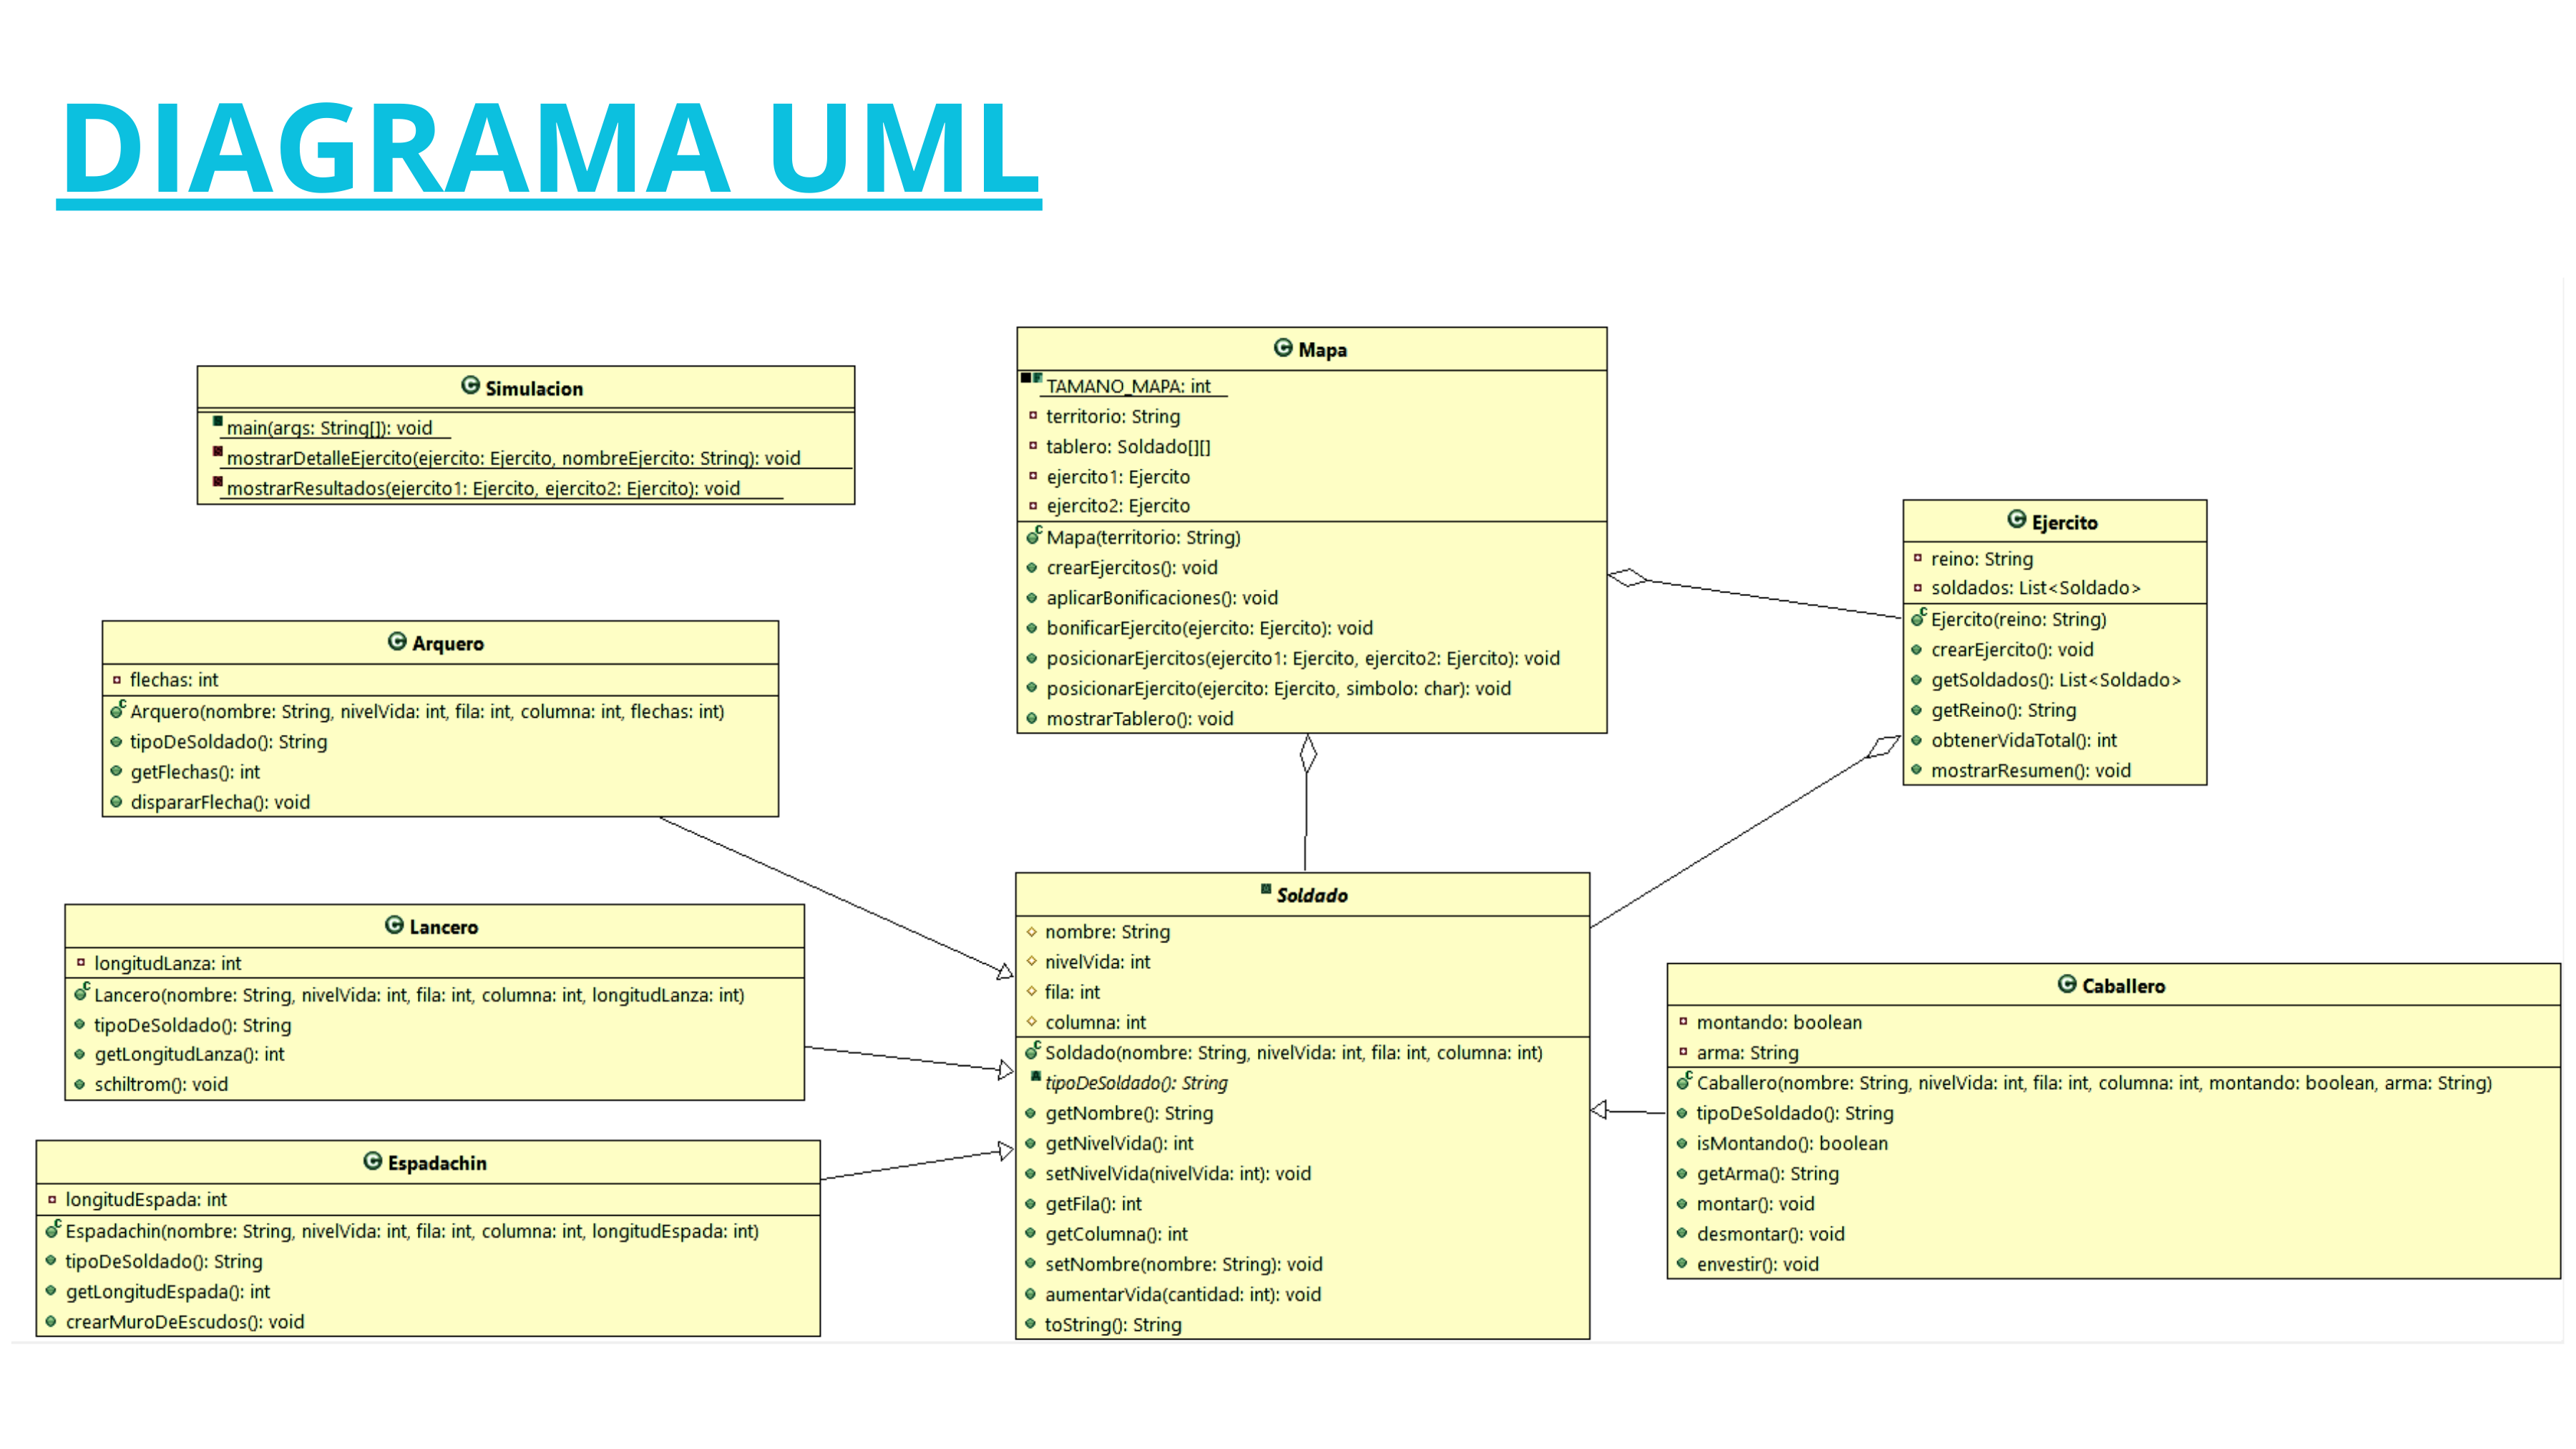 DIAGRAMA UML
Simulacion
main(args: String[]): void
mostrarDetalleEjercito(ejercito: Ejercito, nombreEjercito: String): void
mostrarResultados(ejercito1: Ejercito, ejercito2: Ejercito): void
Mapa
TAMANO_MAPA: int
territorio: String
tablero: Soldado[][]
ejercito1: Ejercito
ejercito2: Ejercito
Mapa(territorio: String)
crearEjercitos(): void
aplicarBonificaciones(): void
bonificarEjercito(ejercito: Ejercito): void
posicionarEjercitos(ejercito1: Ejercito, ejercito2: Ejercito): void
posicionarEjercito(ejercito: Ejercito, simbolo: char): void
mostrarTablero(): void
Ejercito
reino: String
soldados: List<Soldado>
Ejercito(reino: String)
crearEjercito(): void
getSoldados(): List<Soldado>
getReino(): String
obtenerVidaTotal(): int
mostrarResumen(): void
Arquero
flechas: int
Arquero(nombre: String, nivelVida: int, fila: int, columna: int, flechas: int)
tipoDeSoldado(): String
getFlechas(): int
dispararFlecha(): void
Lancero
longitudLanza: int
Lancero(nombre: String, nivelVida: int, fila: int, columna: int, longitudLanza: int)
tipoDeSoldado(): String
getLongitudLanza(): int
schiltrom(): void
Espadachin
longitudEspada: int
Espadachin(nombre: String, nivelVida: int, fila: int, columna: int, longitudEspada: int)
tipoDeSoldado(): String
getLongitudEspada(): int
crearMuroDeEscudos(): void
Soldado
nombre: String
nivelVida: int
fila: int
columna: int
Soldado(nombre: String, nivelVida: int, fila: int, columna: int)
tipoDeSoldado(): String
getNombre(): String
getNivelVida(): int
setNivelVida(nivelVida: int): void
getFila(): int
getColumna(): int
setNombre(nombre: String): void
aumentarVida(cantidad: int): void
toString(): String
Caballero
montando: boolean
arma: String
Caballero(nombre: String, nivelVida: int, fila: int, columna: int, montando: boolean, arma: String)
tipoDeSoldado(): String
isMontando(): boolean
getArma(): String
montar(): void
desmontar(): void
envestir(): void